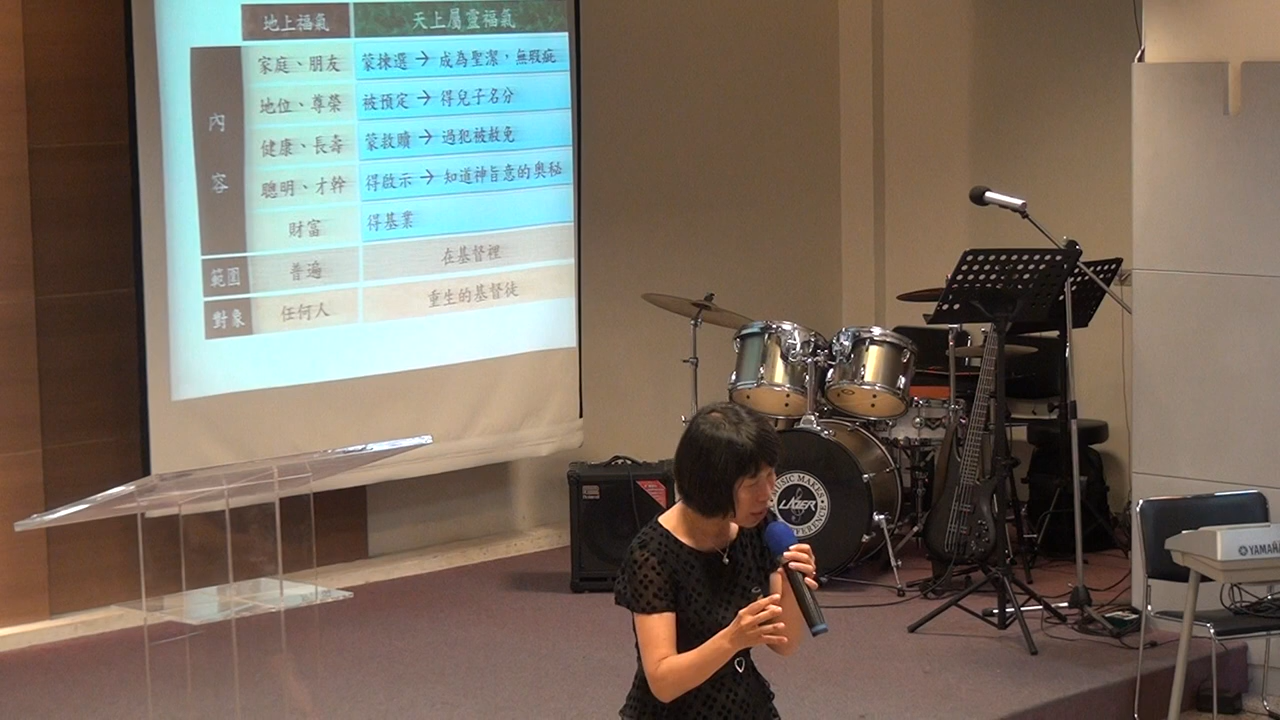 地上福氣 天上屬靈福氣
內容
家庭、朋友 蒙揀選→成為聖潔,無瑕疵
地位、尊榮 被預定→得兒子名分
健康、長壽 蒙救贖→過犯被赦免
聰明、才幹 得啟示→知道神旨意的奧秘
財富 得基業
範圍 普遍 在基督裡
對象 任何人 重生的基督徒
MUSIC MAKES
LAZER
YAMAHA